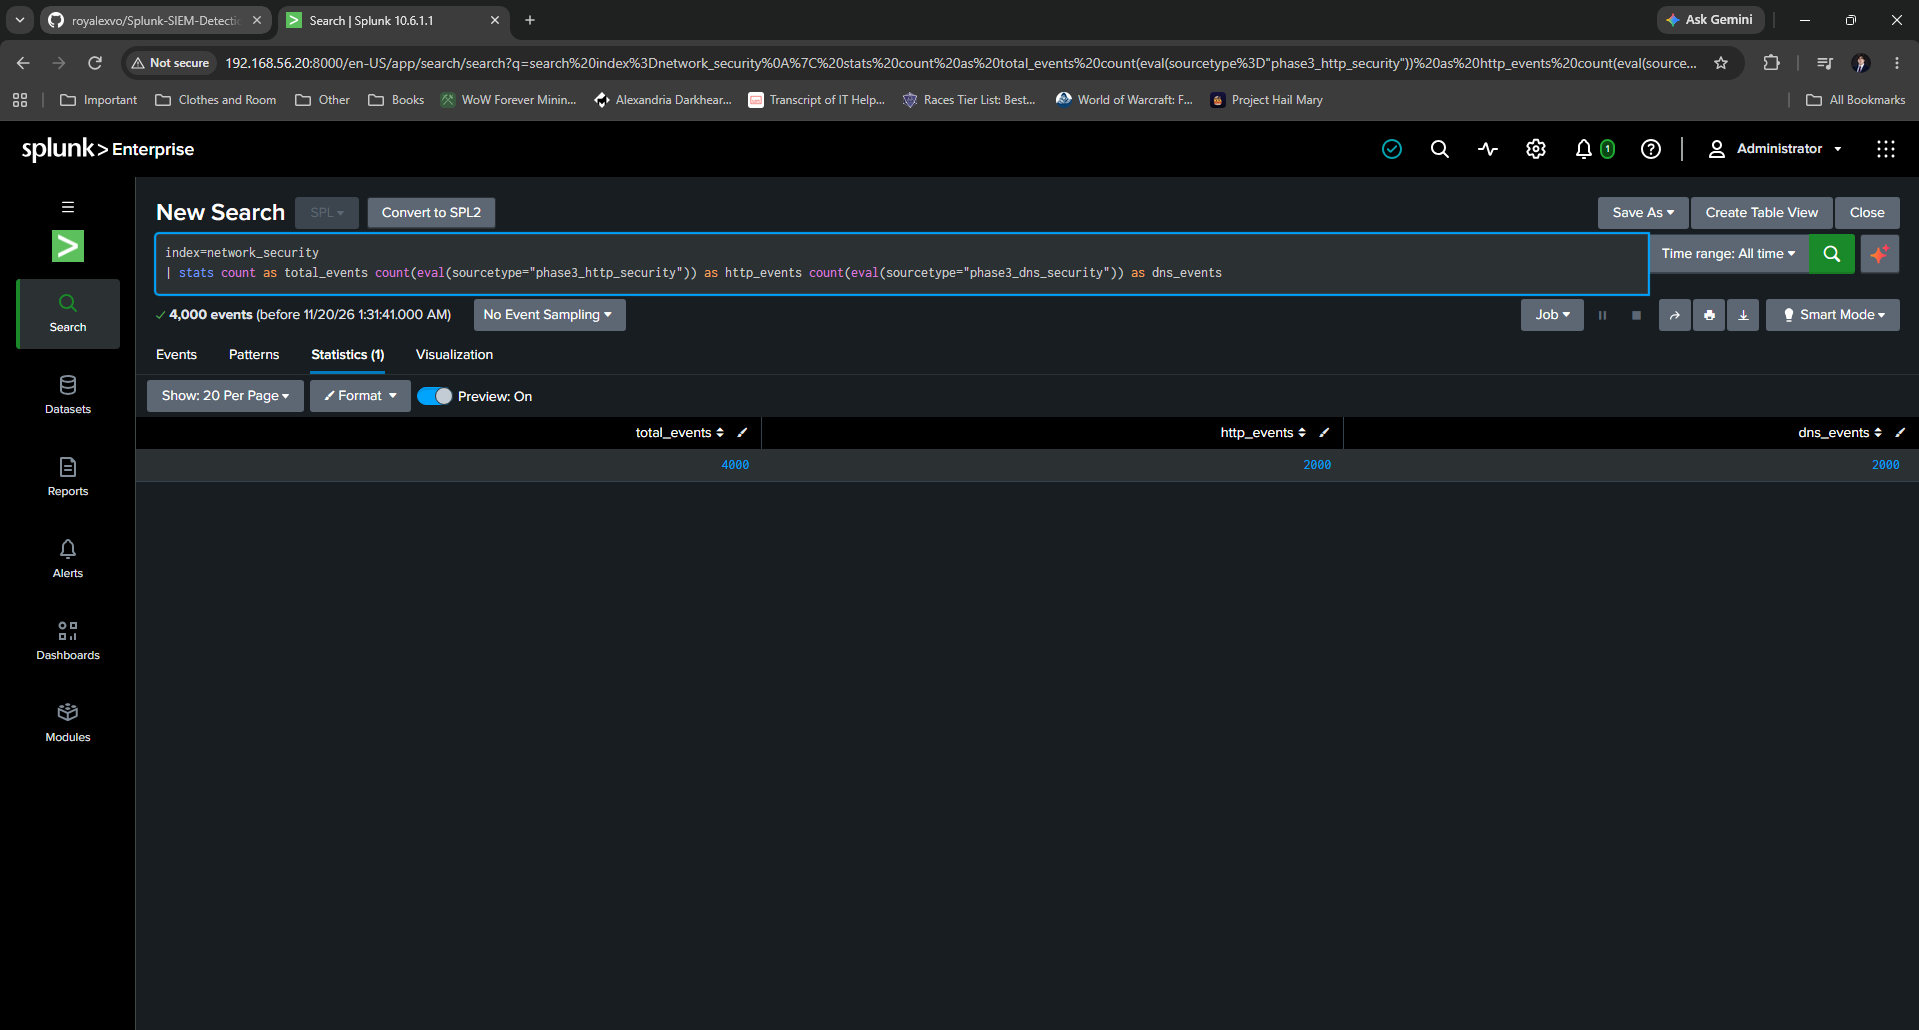 royalexvo/Splunk-SIEM-Detecti
Search | Splunk 10.6.1.1
Ask Gemini
Not secure
192.168.56.20:8000/en-US/app/search/search?q=search%20index%3Dnetwork_security%0A%7C%20stats%20count%20as%20total_events%20count(eval(sourcetype%3D"phase3_http_security"))%20as%20http_events%20count(eval(source...
Important
Clothes and Room
Other
Books
WoW Forever Minin...
Alexandria Darkhear...
Transcript of IT Help...
Races Tier List: Best...
World of Warcraft: F...
Project Hail Mary
All Bookmarks
splunk>Enterprise
1
Administrator
New Search
SPL
Convert to SPL2
Save As
Create Table View
Close
index=network_security
| stats count as total_events count(eval(sourcetype="phase3_http_security")) as http_events count(eval(sourcetype="phase3_dns_security")) as dns_events
Time range: All time
4,000 events (before 11/20/26 1:31:41.000 AM)
No Event Sampling
Job
Smart Mode
Events
Patterns
Statistics (1)
Visualization
Show: 20 Per Page
Format
Preview: On
total_events
http_events
dns_events
4000
2000
2000
Search
Datasets
Reports
Alerts
Dashboards
Modules